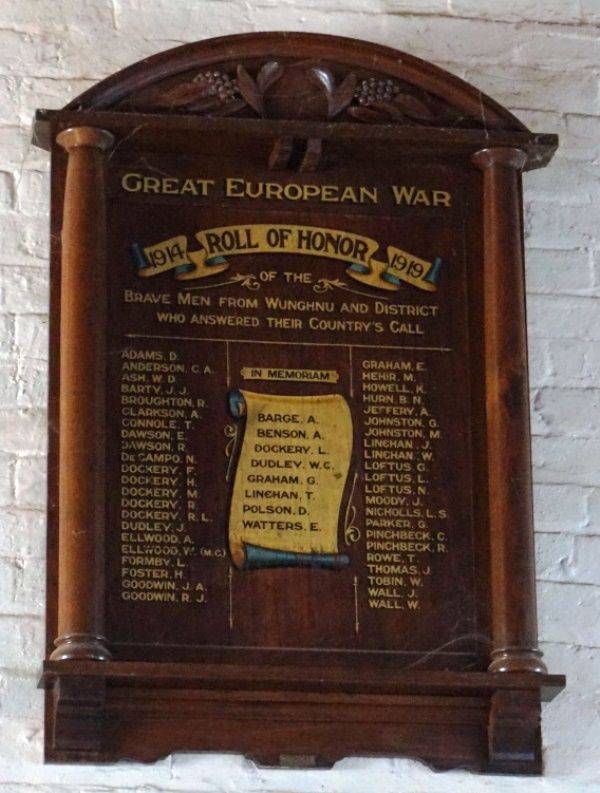 GREAT EUROPEAN WAR
1914 ROLL OF HONOR 1919
OF THE
BRAVE MEN FROM WUNGHNU AND DISTRICT
WHO ANSWERED THEIR COUNTRY'S CALL
ADAMS, D.
ANDERSON, C. A.
ASH, W. D.
BARTY, J. J.
BROUGHTON, R.
CLARKSON, A.
CONNOLE, T.
DAWSON, E.
DAWSON, R.
DE CAMPO, N.
DOCKERY, F.
DOCKERY, H.
DOCKERY, M.
DOCKERY, R.
DOCKERY, R. L.
DUDLEY, J.
ELLWOOD, A.
ELLWOOD, W. (M.C.)
FORMBY, L.
FOSTER, H.
GOODWIN, J. A.
GOODWIN, R. J.
IN MEMORIAM
BARGE, A.
BENSON, A.
DOCKERY, L.
DUDLEY, W.C.
GRAHAM, G.
LINEHAN, T.
POLSON, D.
WATTERS, E.
GRAHAM, E.
HEHIR, M.
HOWELL, K.
HURN, B. N.
JEFFERY, A.
JOHNSTON, G.
JOHNSTON, M.
LINEHAN, J.
LINEHAN, W.
LOFTUS, G.
LOFTUS, L.
LOFTUS, N.
MOODY, J.
NICHOLLS, L. S.
PARKER, G.
PINCHBECK, C.
PINCHBECK, R.
ROWE, T.
THOMAS, J.
TOBIN, W.
WALL, J.
WALL, W.